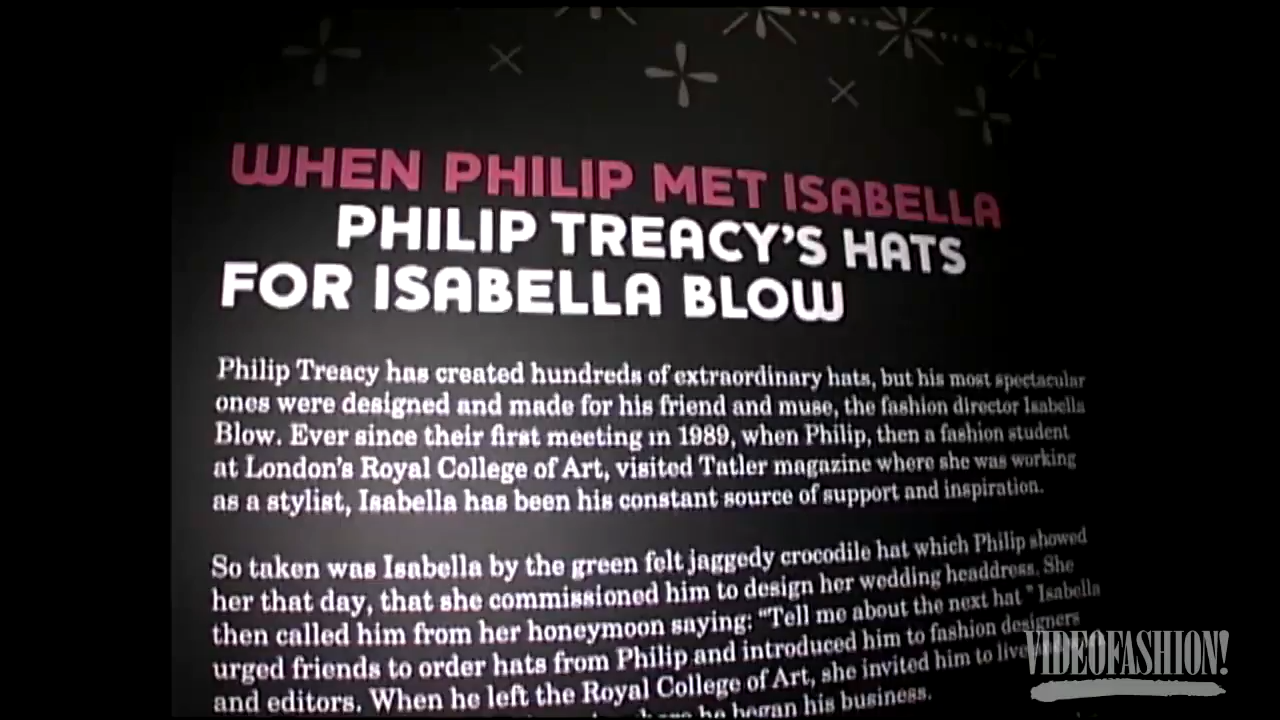 WHEN PHILIP MET ISABELLA
PHILIP TREACY'S HATS
FOR ISABELLA BLOW
Philip Treacy has created hundreds of extraordinary hats, but his most spectacular
ones were designed and made for his friend and muse, the fashion director Isabella
Blow. Ever since their first meeting in 1989, when Philip, then a fashion student
at London's Royal College of Art, visited Tatler magazine where she was working
as a stylist, Isabella has been his constant source of support and inspiration.
So taken was Isabella by the green felt jaggedy crocodile hat which Philip showed
her that day, that she commissioned him to design her wedding headdress. She
then called him from her honeymoon saying: "Tell me about the next hat" Isabella
urged friends to order hats from Philip and introduced him to fashion designers
and editors. When he left the Royal College of Art, she invited him to live
he began his business.
VIDEOFASHION!